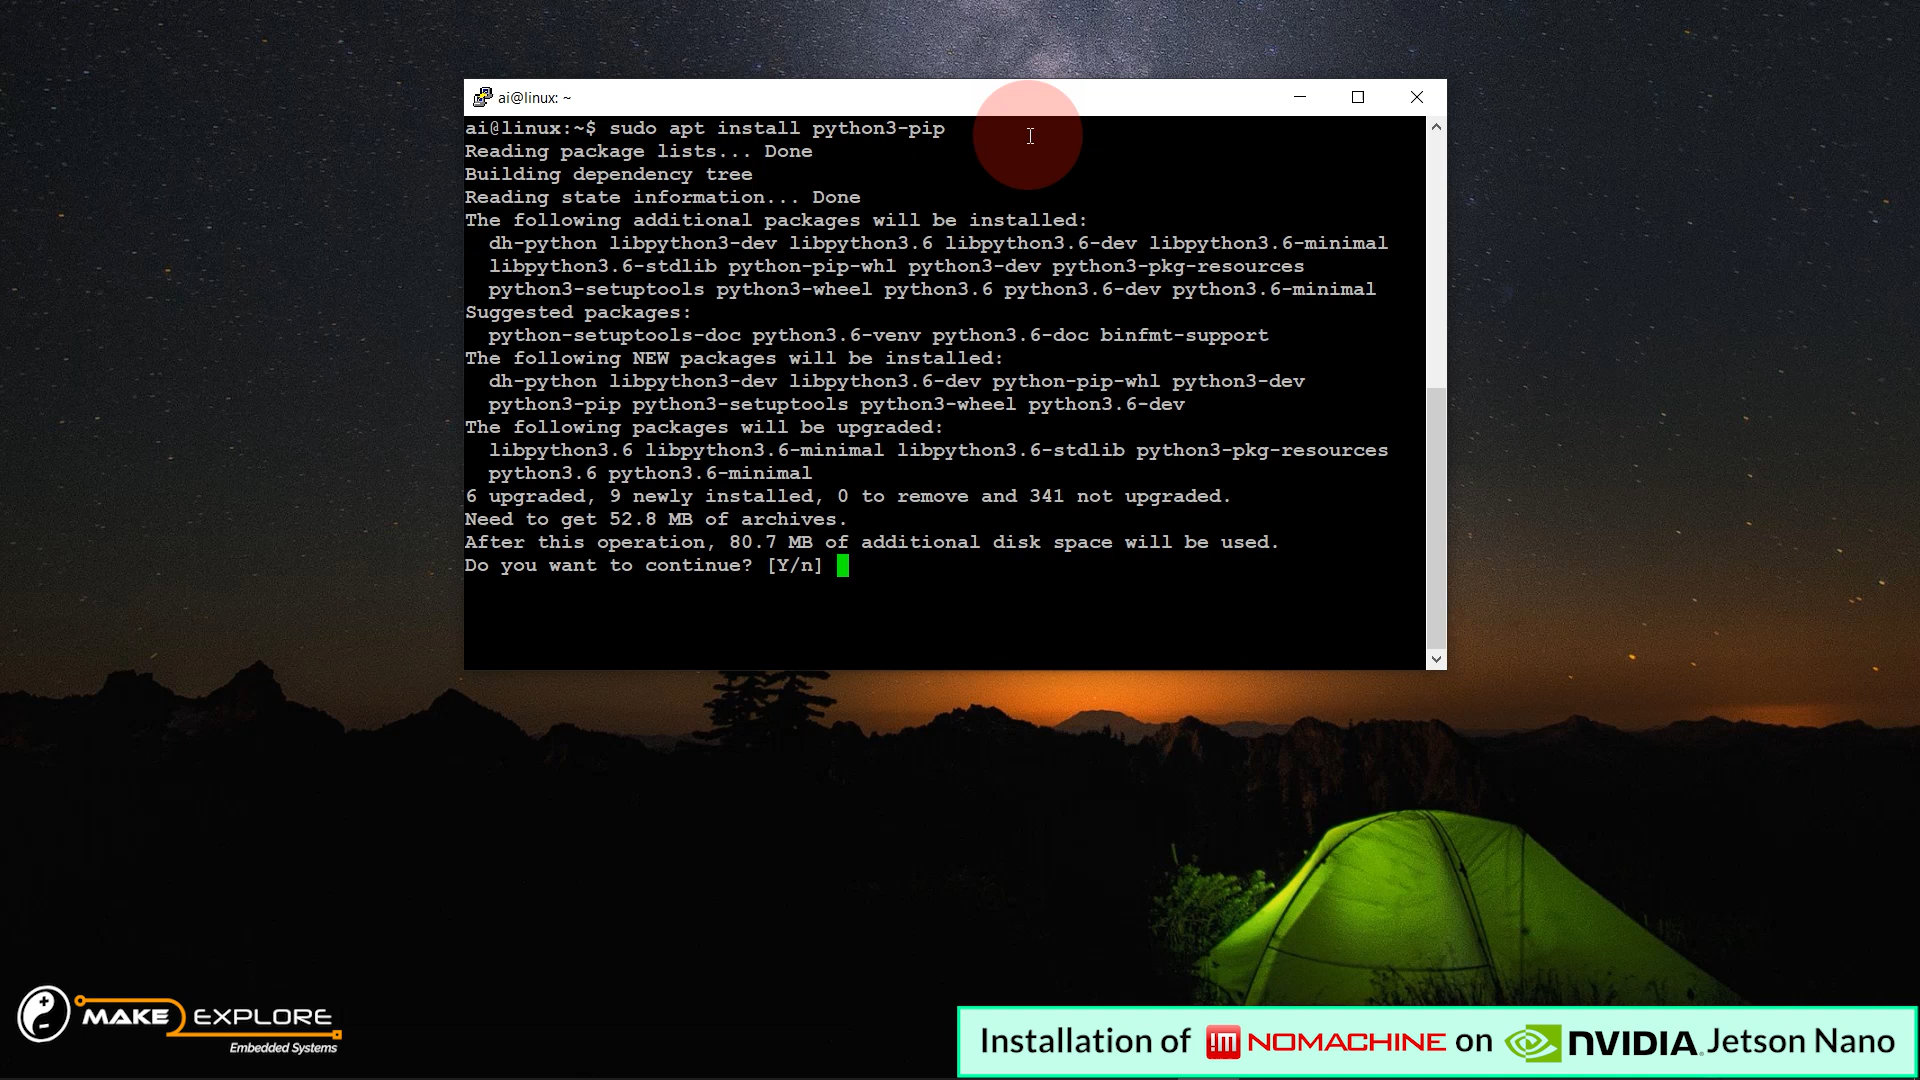 ai@linux: ~
ai@linux:~$ sudo apt install python3-pip
Reading package lists... Done
Building dependency tree
Reading state information... Done
The following additional packages will be installed:
  dh-python libpython3-dev libpython3.6 libpython3.6-dev libpython3.6-minimal
  libpython3.6-stdlib python-pip-whl python3-dev python3-pkg-resources
  python3-setuptools python3-wheel python3.6 python3.6-dev python3.6-minimal
Suggested packages:
  python-setuptools-doc python3.6-venv python3.6-doc binfmt-support
The following NEW packages will be installed:
  dh-python libpython3-dev libpython3.6-dev python-pip-whl python3-dev
  python3-pip python3-setuptools python3-wheel python3.6-dev
The following packages will be upgraded:
  libpython3.6 libpython3.6-minimal libpython3.6-stdlib python3-pkg-resources
  python3.6 python3.6-minimal
6 upgraded, 9 newly installed, 0 to remove and 341 not upgraded.
Need to get 52.8 MB of archives.
After this operation, 80.7 MB of additional disk space will be used.
Do you want to continue? [Y/n]
MAKE EXPLORE
Embedded Systems
Installation of !M NOMACHINE on NVIDIA. Jetson Nano